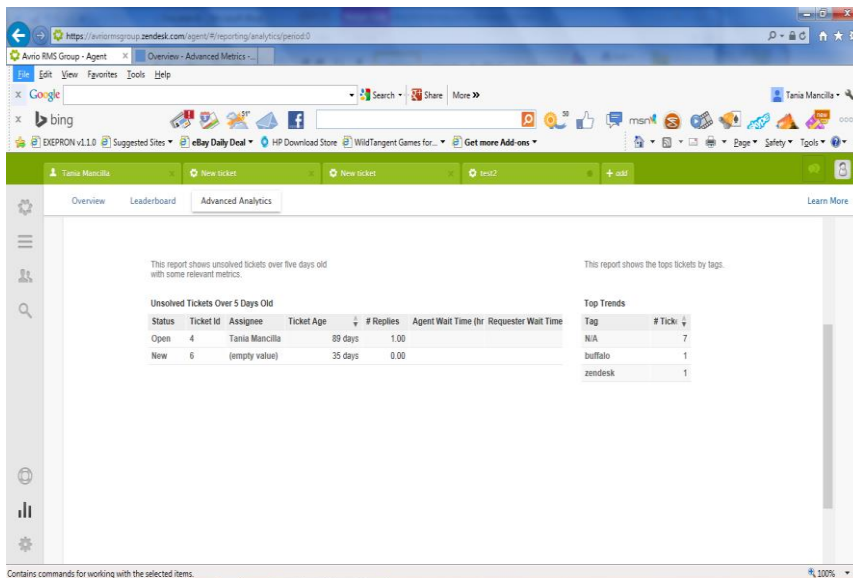 https://avriormsgroup.zendesk.com/agent/#/reporting/analytics/period:0
Avrio RMS Group - Agent
Overview - Advanced Metrics -...
File Edit View Favorites Tools Help
Google Search Share More >> Tania Mancilla
bing msn
EXEPRON v1.1.0 Suggested Sites eBay Daily Deal HP Download Store WildTangent Games for... Get more Add-ons Page Safety Tools
Tania Mancilla New ticket New ticket test2 + add
Overview Leaderboard Advanced Analytics Learn More
This report shows unsolved tickets over five days old
with some relevant metrics.
This report shows the tops tickets by tags.
Unsolved Tickets Over 5 Days Old
Status Ticket Id Assignee Ticket Age # Replies Agent Wait Time (hr Requester Wait Time
Open 4 Tania Mancilla 89 days 1.00
New 6 (empty value) 35 days 0.00
Top Trends
Tag # Ticke
N/A 7
buffalo 1
zendesk 1
Contains commands for working with the selected items. 100%